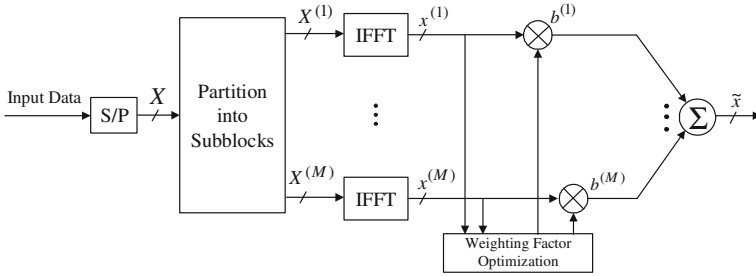 X^{(1)}
IFFT
x^{(1)}
b^{(1)}
Input Data
S/P
X
Partition
into
Subblocks
Σ
x̃
X^{(M)}
IFFT
x^{(M)}
b^{(M)}
Weighting Factor
Optimization